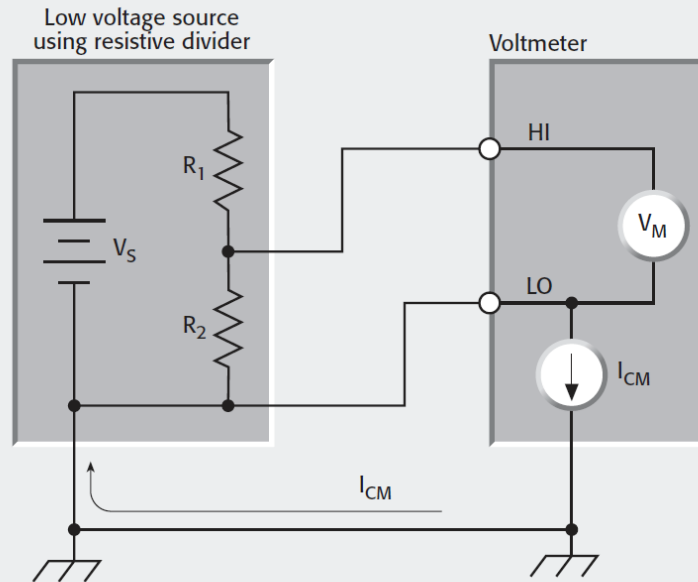 Low voltage source
using resistive divider
Voltmeter
HI
R1
VM
VS
LO
R2
ICM
ICM